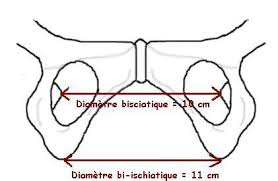 Diamètre bisciatique = 10 cm
Diamètre bi-ischiatique = 11 cm